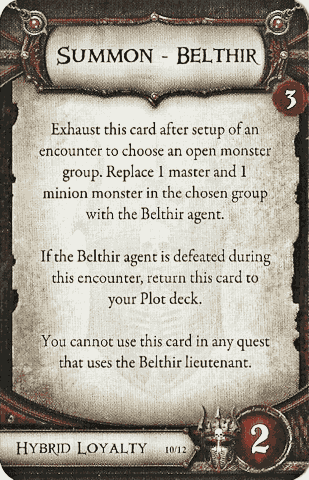 Summon - Belthir
3
Exhaust this card after setup of an
encounter to choose an open monster
group. Replace 1 master and 1
minion monster in the chosen group
with the Belthir agent.
If the Belthir agent is defeated during
this encounter, return this card to
your Plot deck.
You cannot use this card in any quest
that uses the Belthir lieutenant.
Hybrid Loyalty 10/12
2